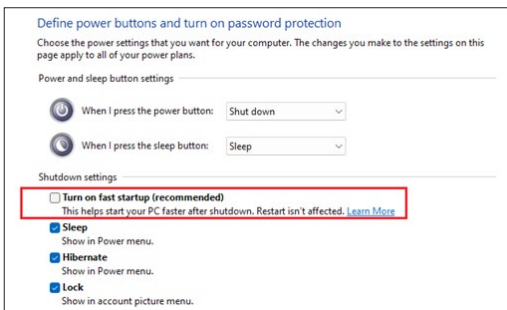 Define power buttons and turn on password protection
Choose the power settings that you want for your computer. The changes you make to the settings on this
page apply to all of your power plans.
Power and sleep button settings
When I press the power button: Shut down
When I press the sleep button: Sleep
Shutdown settings
Turn on fast startup (recommended)
This helps start your PC faster after shutdown. Restart isn't affected. Learn More
Sleep
Show in Power menu.
Hibernate
Show in Power menu.
Lock
Show in account picture menu.